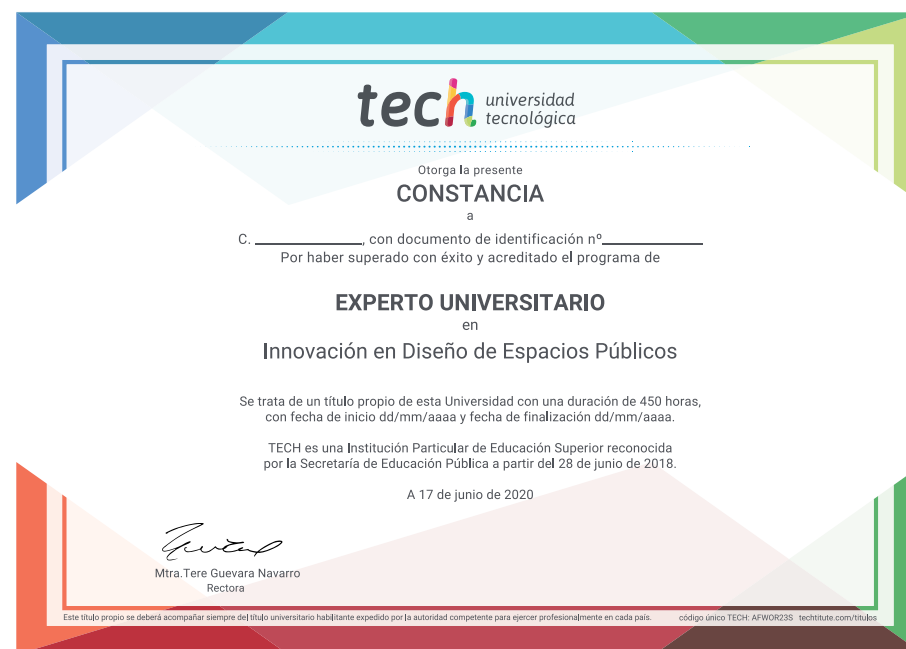 tech universidad
tecnológica
Otorga la presente
CONSTANCIA
a
C. ____________, con documento de identificación nº____________
Por haber superado con éxito y acreditado el programa de
EXPERTO UNIVERSITARIO
en
Innovación en Diseño de Espacios Públicos
Se trata de un título propio de esta Universidad con una duración de 450 horas,
con fecha de inicio dd/mm/aaaa y fecha de finalización dd/mm/aaaa.
TECH es una Institución Particular de Educación Superior reconocida
por la Secretaría de Educación Pública a partir del 28 de junio de 2018.
A 17 de junio de 2020
Mtra.Tere Guevara Navarro
Rectora
Este título propio se deberá acompañar siempre del título universitario habilitante expedido por la autoridad competente para ejercer profesionalmente en cada país. código único TECH: AFWOR23S techtitute.com/titulos